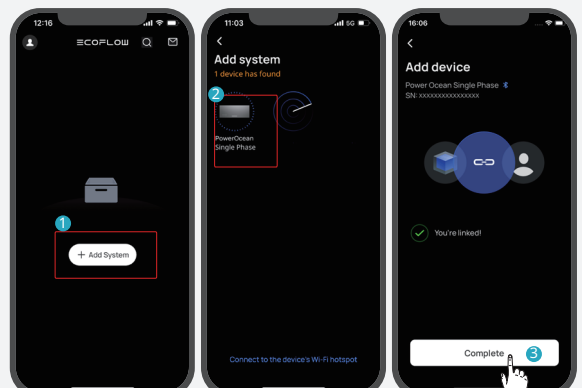 12:16
ECOFLOW
1
+ Add System
11:03
5G
Add system
1 device has found
2
PowerOcean
Single Phase
Connect to the device's Wi-Fi hotspot
16:06
Add device
Power Ocean Single Phase
SN: xxxxxxxxxxxxxxx
You're linked!
Complete
3